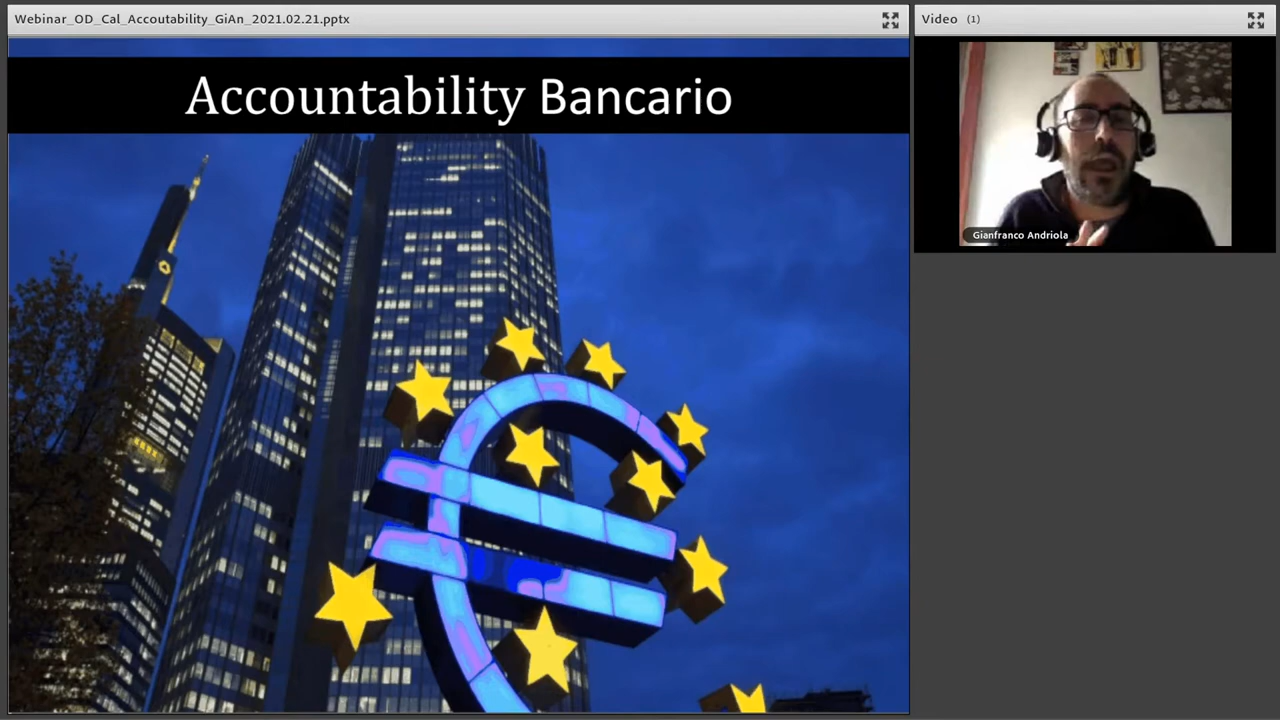 Webinar_OD_Cal_Accoutability_GiAn_2021.02.21.pptx
Video (1)
Accountability Bancario
Gianfranco Andriola